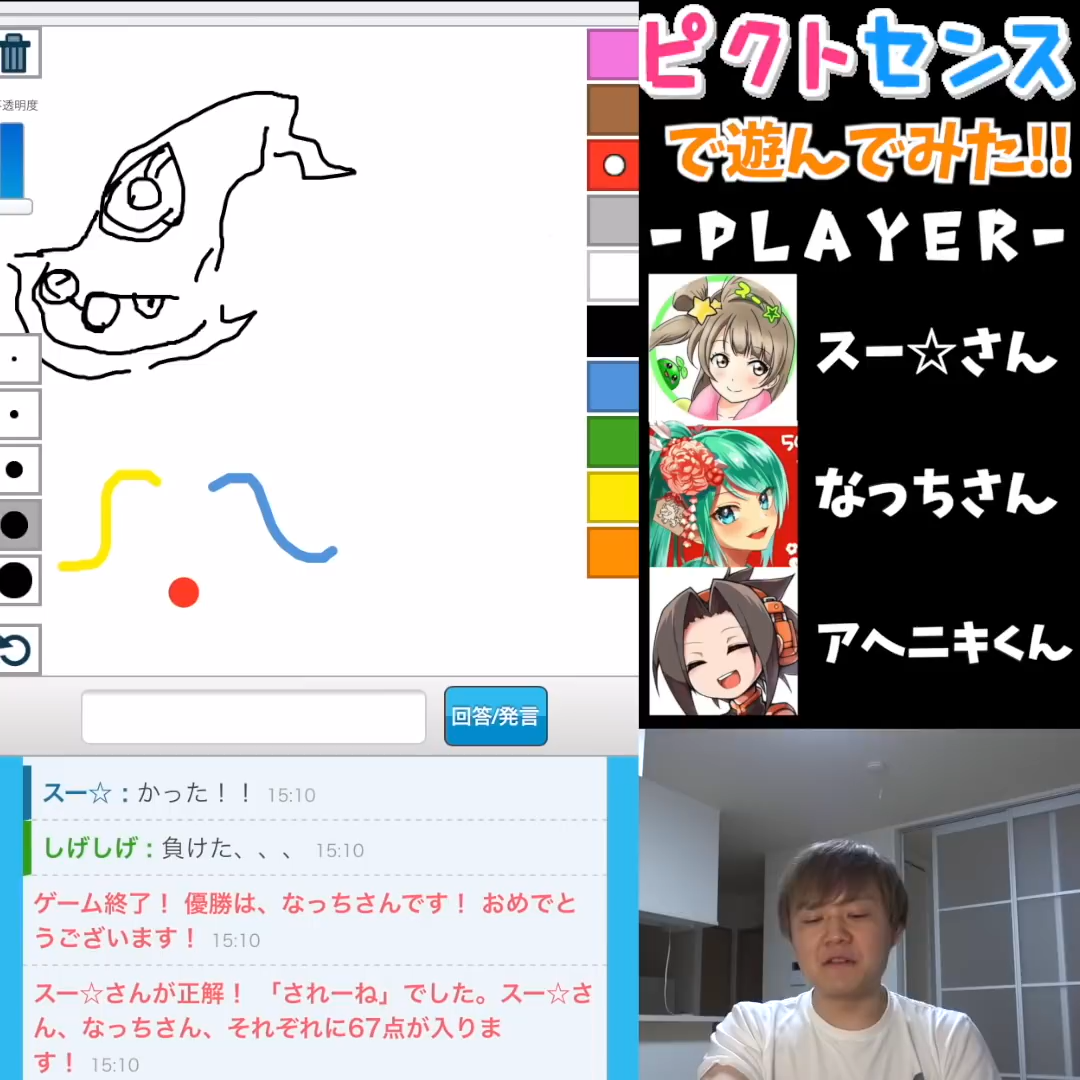 ピクトセンス
で遊んでみた!!
-PLAYER-
スー☆さん
なっちさん
アヘニキくん
不透明度
回答/発言
スー☆：かった！！ 15:10
しげしげ：負けた、、、 15:10
ゲーム終了！ 優勝は、なっちさんです！ おめでと
うございます！ 15:10
スー☆さんが正解！ 「されーね」でした。スー☆さ
ん、なっちさん、それぞれに67点が入りま
す！ 15:10